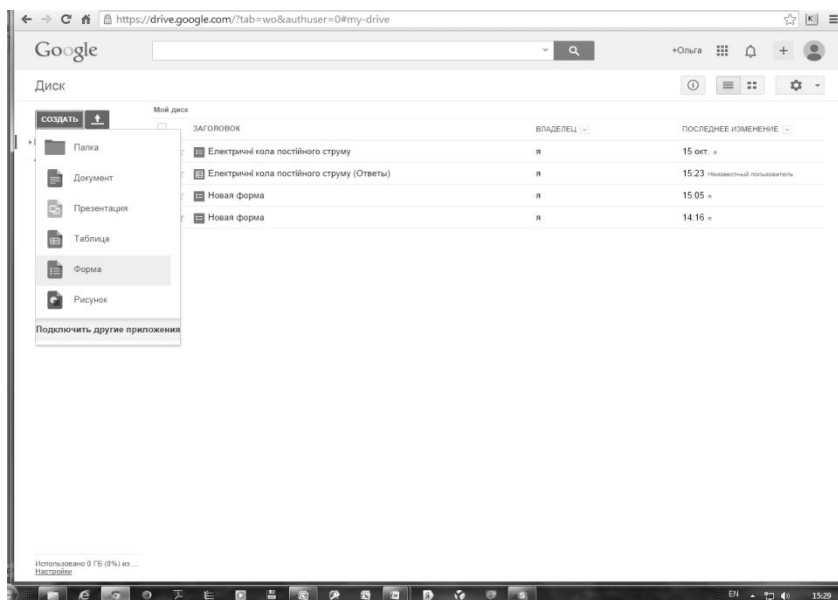 https://drive.google.com/?tab=wo&authuser=0#my-drive
Google
+Ольга
Диск
СОЗДАТЬ
Мой диск
ЗАГОЛОВОК ВЛАДЕЛЕЦ ПОСЛЕДНЕЕ ИЗМЕНЕНИЕ
Електричні кола постійного струму я 15 окт. я
Електричні кола постійного струму (Ответы) я 15:23 Неизвестный пользователь
Новая форма я 15:05 я
Новая форма я 14:16 я
Папка
Документ
Презентация
Таблица
Форма
Рисунок
Подключить другие приложения
Использовано 0 ГБ (0%) из ...
Настройки
EN 15:29